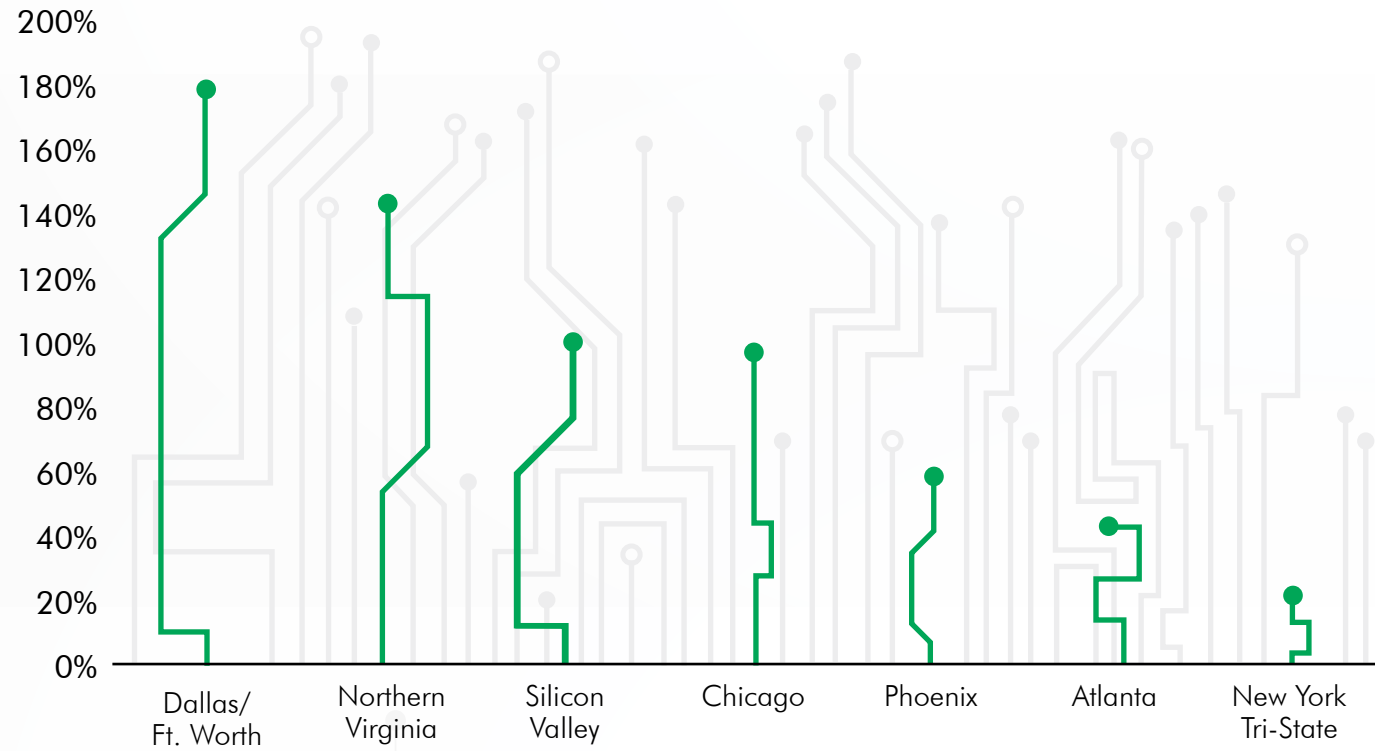 200%
180%
160%
140%
120%
100%
80%
60%
40%
20%
0%
Dallas/
Ft. Worth
Northern
Virginia
Silicon
Valley
Chicago
Phoenix
Atlanta
New York
Tri-State